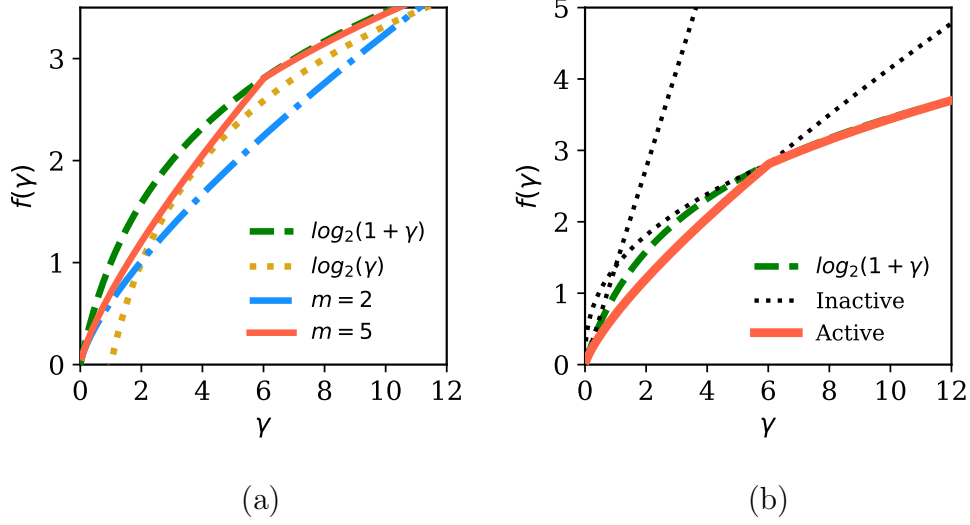 f(γ)
3
2
1
0
0 2 4 6 8 10 12
γ
log₂(1 + γ)
log₂(γ)
m = 2
m = 5
(a)
f(γ)
5
4
3
2
1
0
0 2 4 6 8 10 12
γ
log₂(1 + γ)
Inactive
Active
(b)